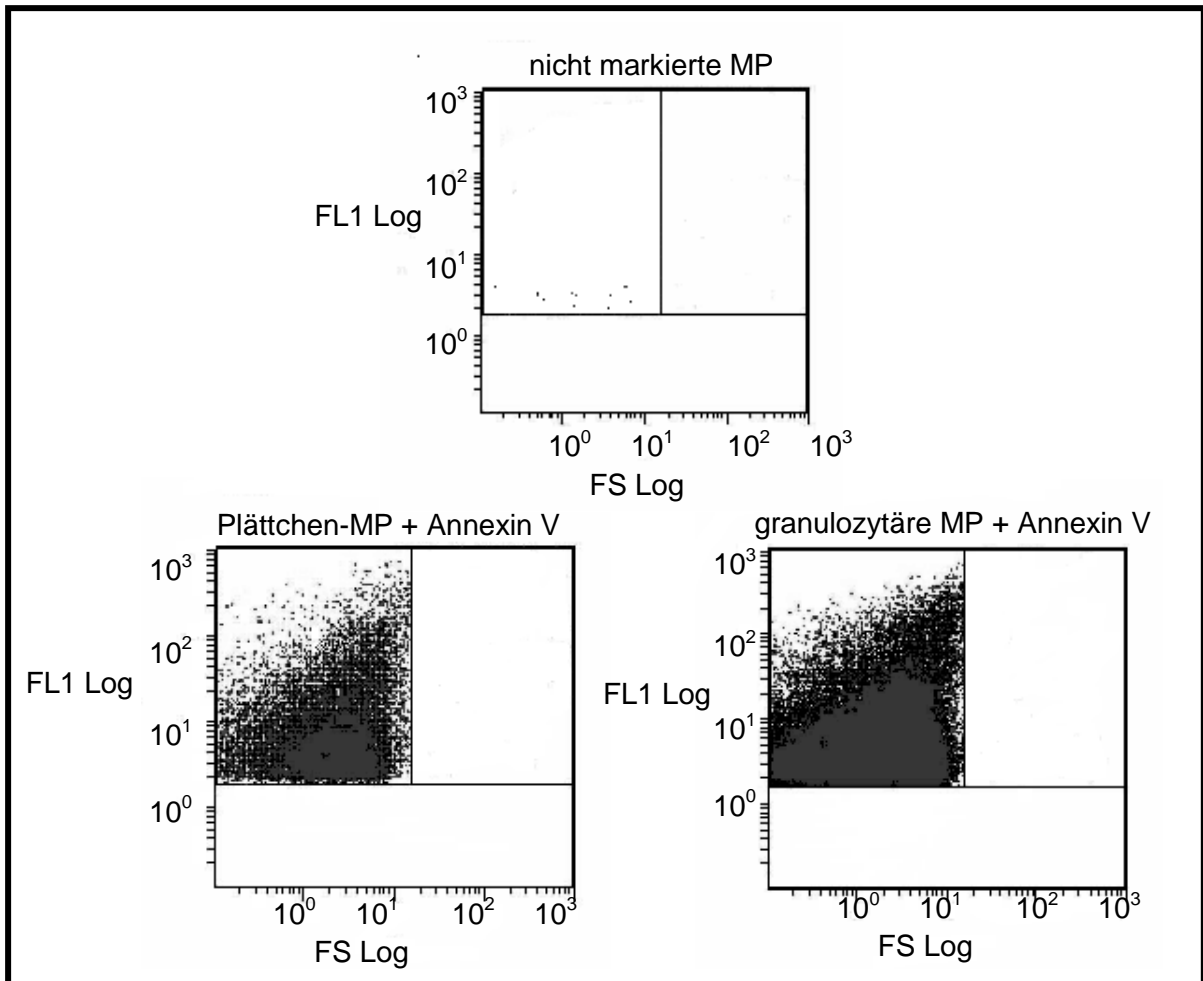 nicht markierte MP
10³
10²
FL1 Log
10¹
10⁰
10⁰ 10¹ 10² 10³
FS Log
Plättchen-MP + Annexin V
10³
10²
FL1 Log
10¹
10⁰
10⁰ 10¹ 10² 10³
FS Log
granulozytäre MP + Annexin V
10³
10²
FL1 Log
10¹
10⁰
10⁰ 10¹ 10² 10³
FS Log